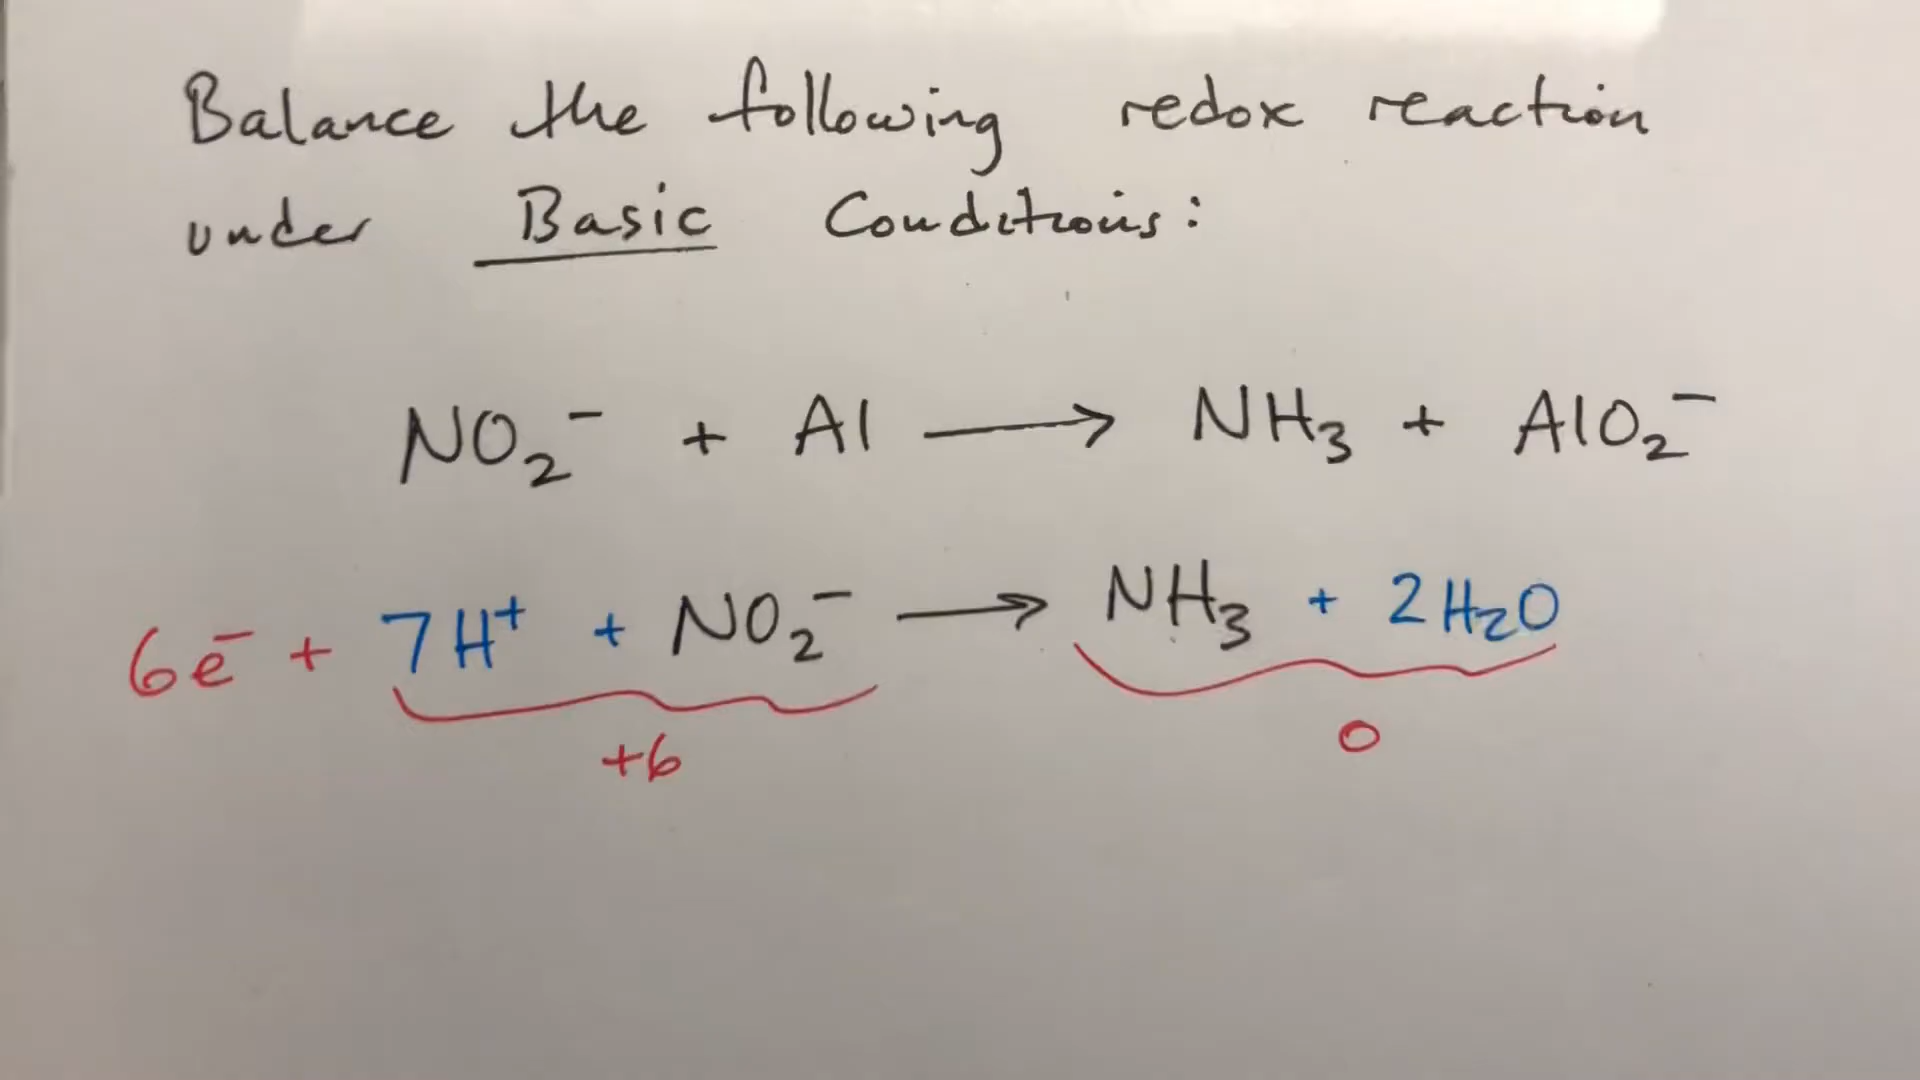 Balance the following redox reaction
under Basic Conditions:
NO₂⁻ + Al → NH₃ + AlO₂⁻
6e⁻ + 7H⁺ + NO₂⁻ → NH₃ + 2H₂O
+6 0